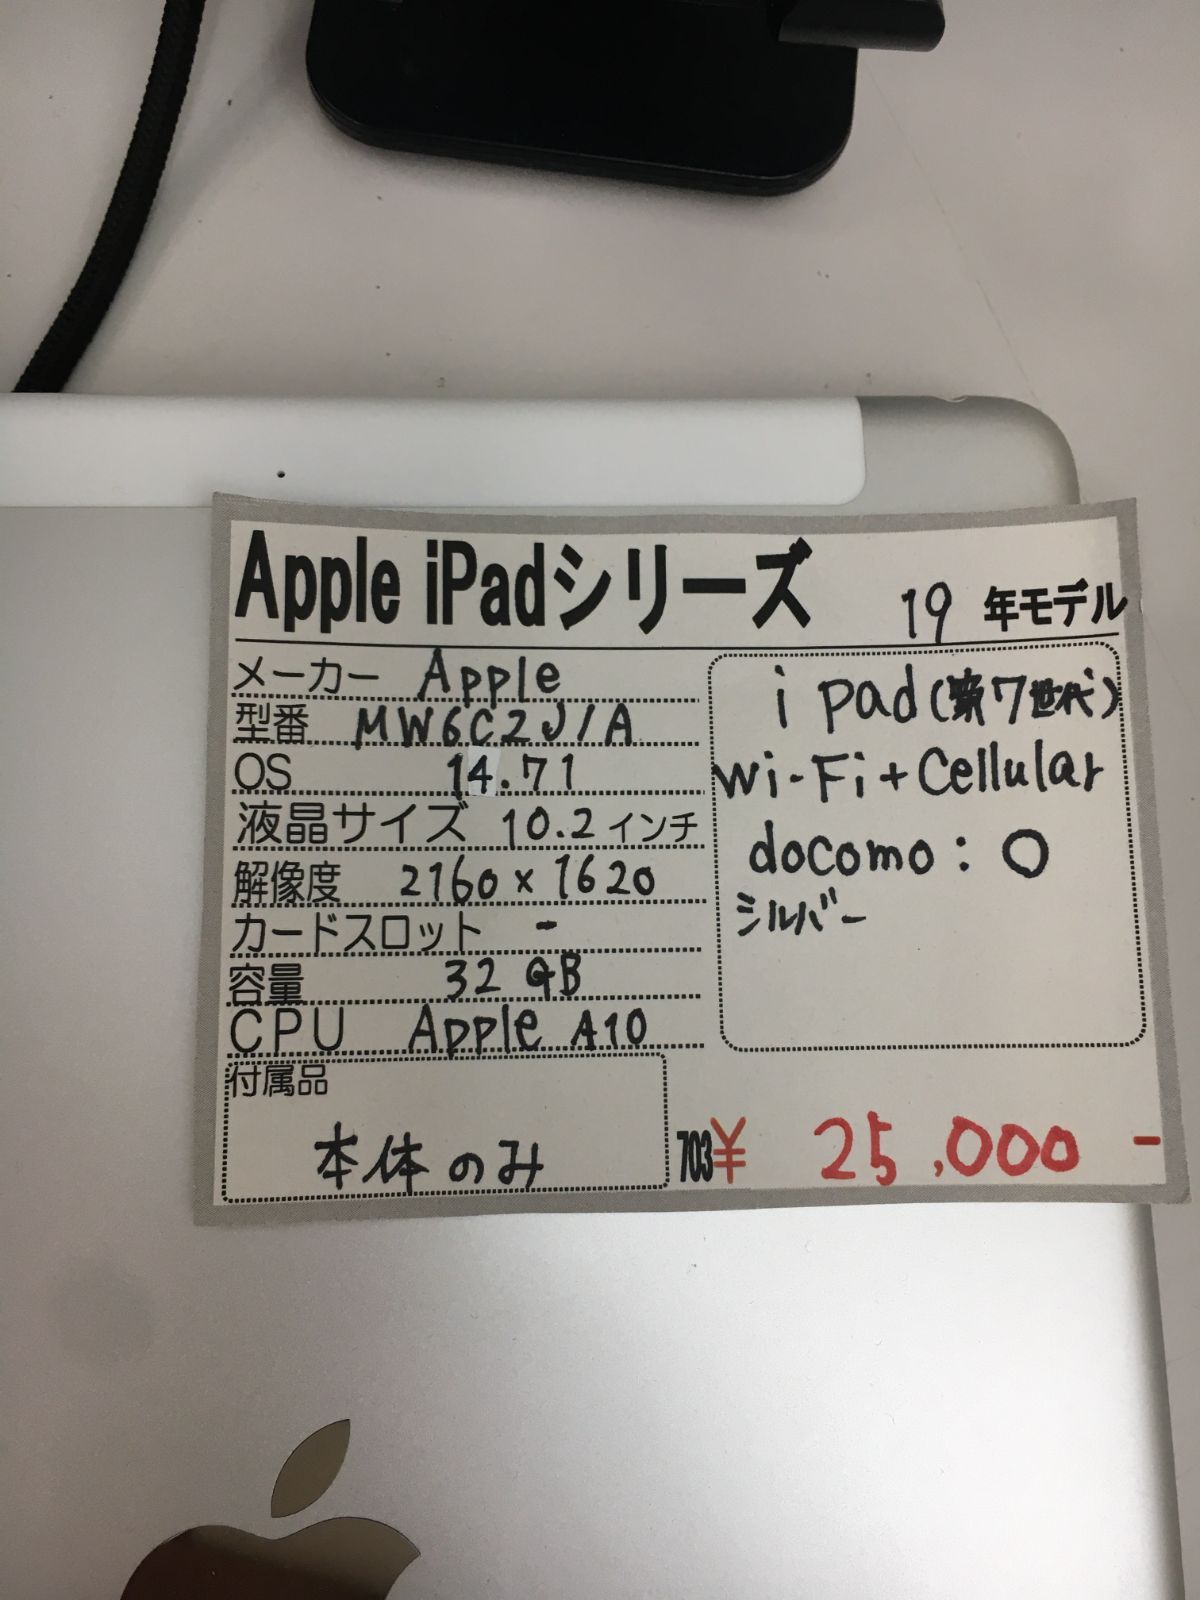 Apple iPadシリーズ 19 年モデル
メーカー Apple
型番 MW6C2J/A
OS 14.71
液晶サイズ 10.2 インチ
解像度 2160 x 1620
カードスロット -
容量 32 GB
CPU Apple A10
付属品
本体のみ
i pad (第7世代)
Wi-Fi + Cellular
docomo : ○
シルバー
703 ¥ 25,000 -